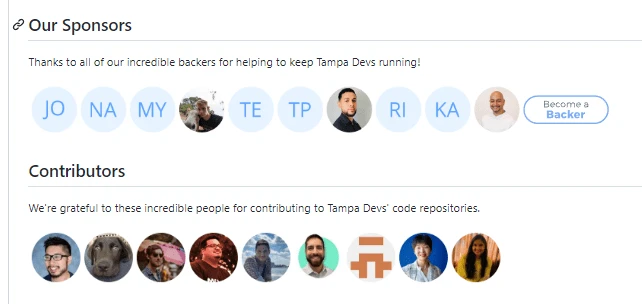 Our Sponsors
Thanks to all of our incredible backers for helping to keep Tampa Devs running!
JO NA MY TE TP RI KA Become a
Backer
Contributors
We're grateful to these incredible people for contributing to Tampa Devs' code repositories.